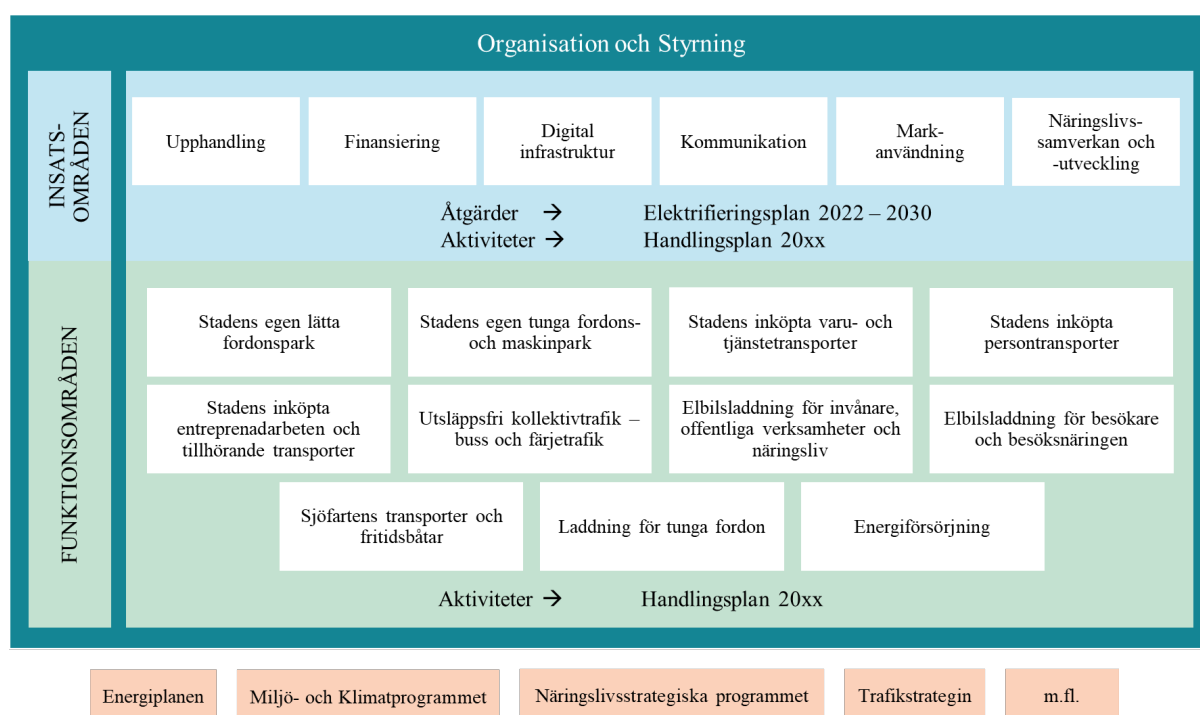 Organisation och Styrning
INSATS-
OMRÅDEN
Upphandling
Finansiering
Digital
infrastruktur
Kommunikation
Mark-
användning
Näringslivs-
samverkan och
-utveckling
Åtgärder → Elektrifieringsplan 2022 – 2030
Aktiviteter → Handlingsplan 20xx
FUNKTIONSOMRÅDEN
Stadens egen lätta
fordonspark
Stadens egen tunga fordons-
och maskinpark
Stadens inköpta varu- och
tjänstetransporter
Stadens inköpta
persontransporter
Stadens inköpta
entreprenadarbeten och
tillhörande transporter
Utsläppsfri kollektivtrafik –
buss och färjetrafik
Elbilsladdning för invånare,
offentliga verksamheter och
näringsliv
Elbilsladdning för besökare
och besöksnäringen
Sjöfartens transporter och
fritidsbåtar
Laddning för tunga fordon
Energiförsörjning
Aktiviteter → Handlingsplan 20xx
Energiplanen
Miljö- och Klimatprogrammet
Näringslivsstrategiska programmet
Trafikstrategin
m.fl.